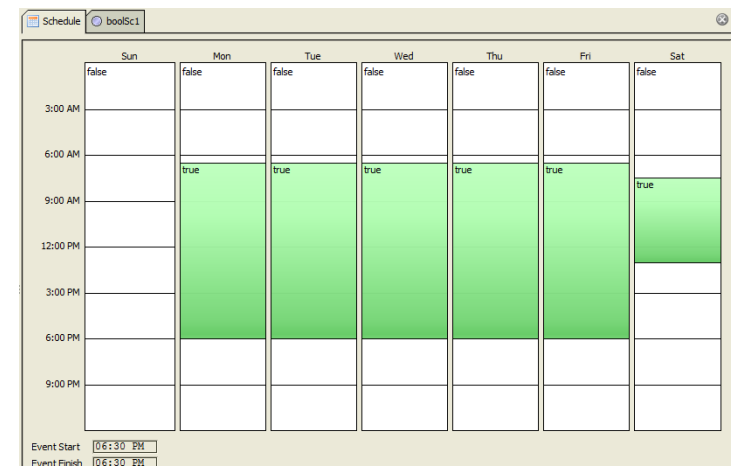 Schedule boolSc1
Sun Mon Tue Wed Thu Fri Sat
false false false false false false false
3:00 AM
6:00 AM
true true true true true
true
9:00 AM
12:00 PM
3:00 PM
6:00 PM
9:00 PM
Event Start 06:30 PM
Event Finish 06:30 PM